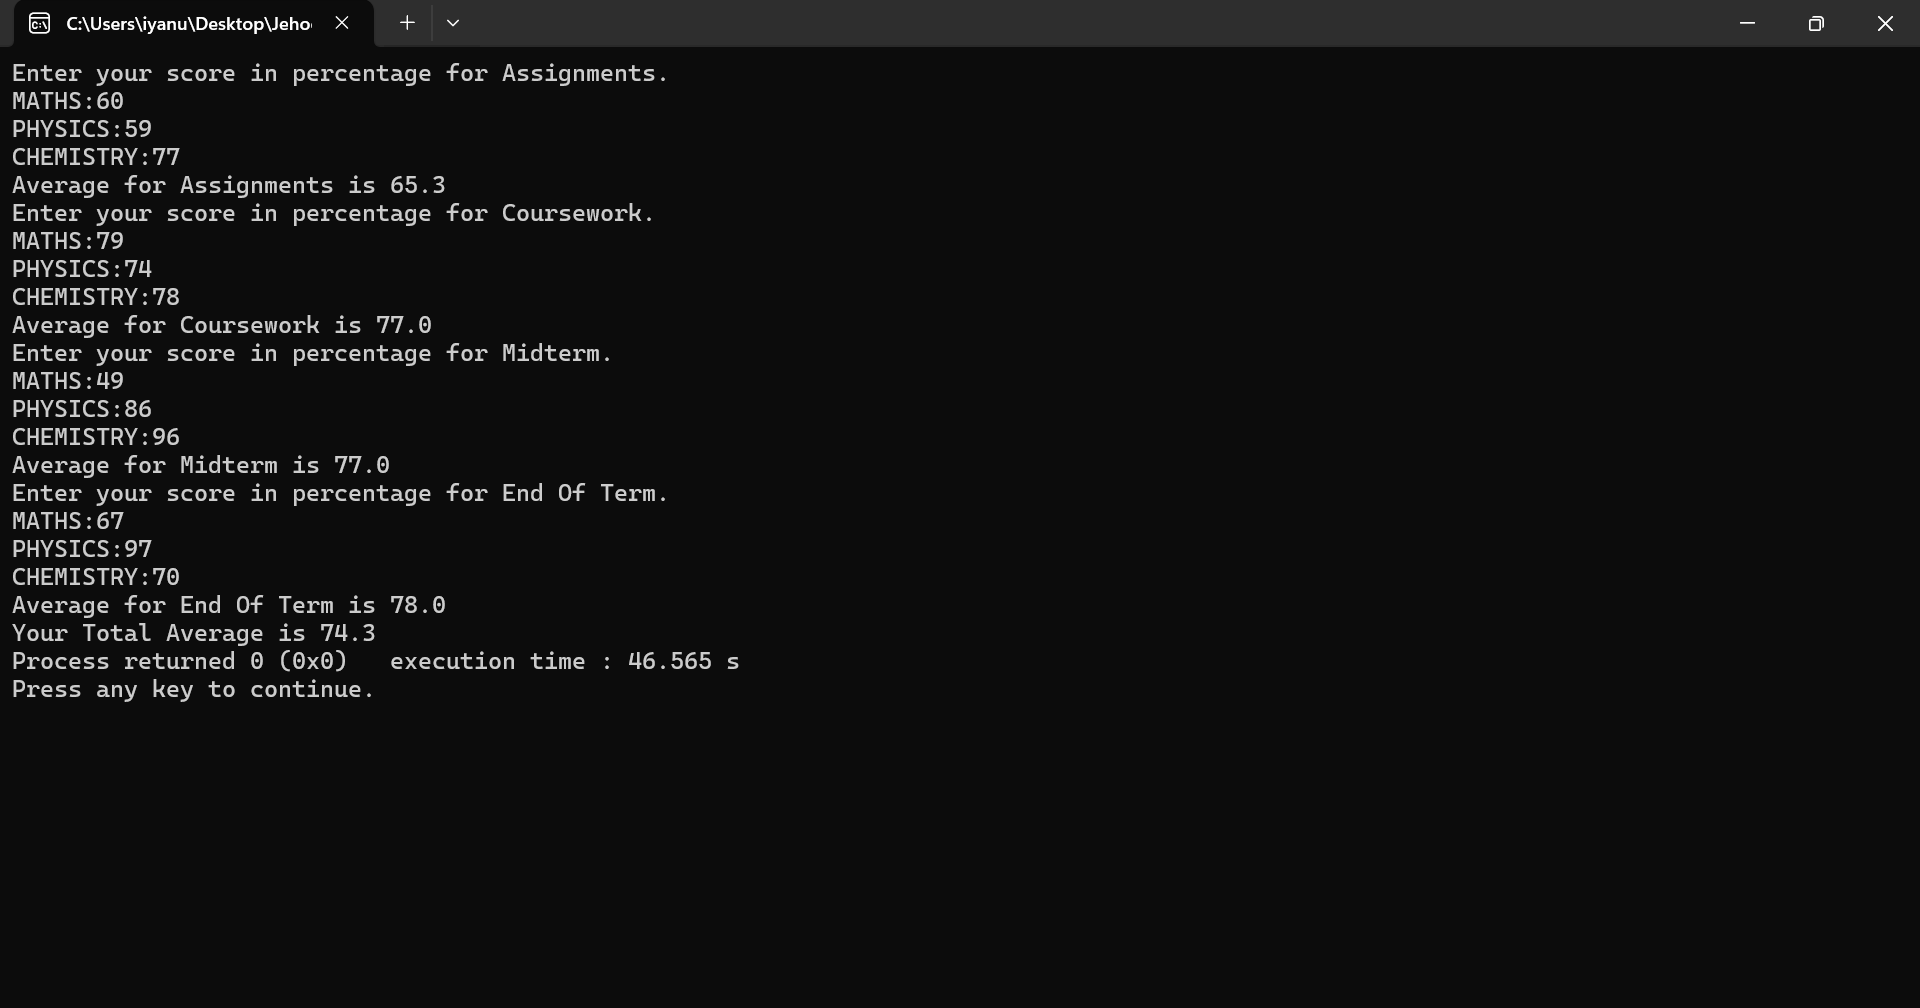 C:\Users\iyanu\Desktop\Jeho
Enter your score in percentage for Assignments.
MATHS:60
PHYSICS:59
CHEMISTRY:77
Average for Assignments is 65.3
Enter your score in percentage for Coursework.
MATHS:79
PHYSICS:74
CHEMISTRY:78
Average for Coursework is 77.0
Enter your score in percentage for Midterm.
MATHS:49
PHYSICS:86
CHEMISTRY:96
Average for Midterm is 77.0
Enter your score in percentage for End Of Term.
MATHS:67
PHYSICS:97
CHEMISTRY:70
Average for End Of Term is 78.0
Your Total Average is 74.3
Process returned 0 (0x0)   execution time : 46.565 s
Press any key to continue.